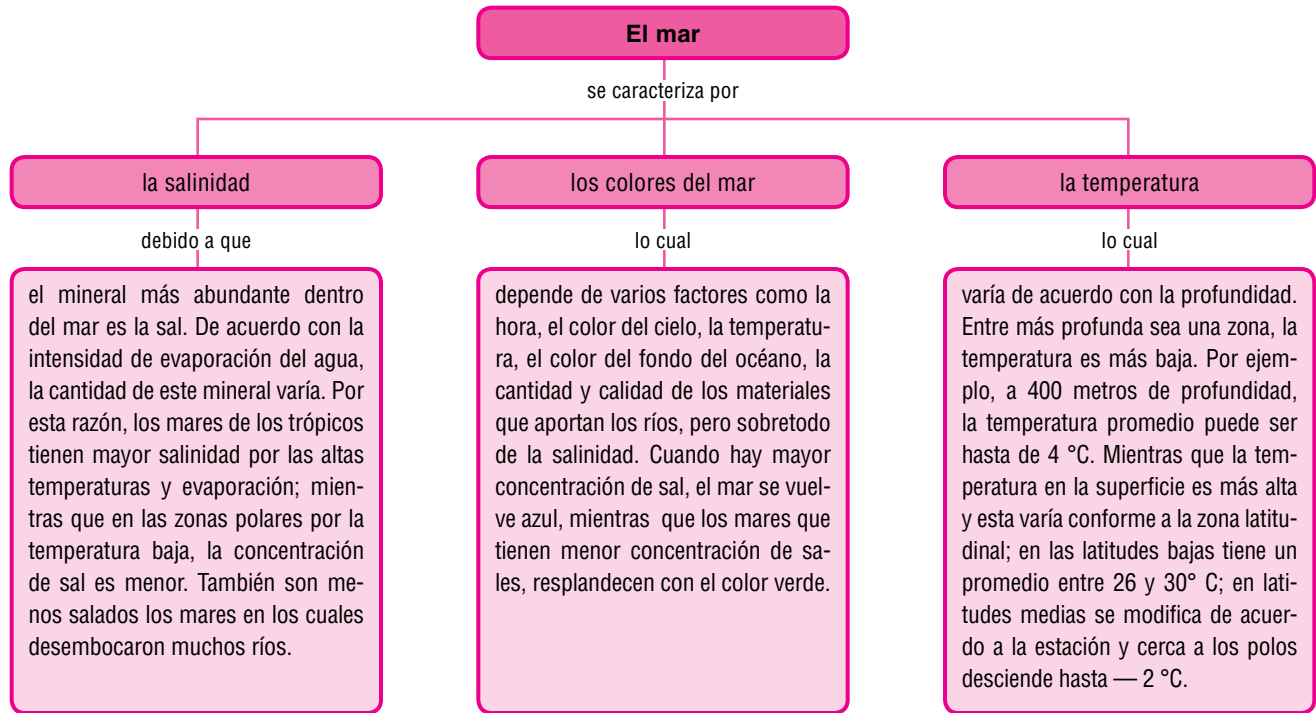 El mar
se caracteriza por
la salinidad
debido a que
el mineral más abundante dentro
del mar es la sal. De acuerdo con la
intensidad de evaporación del agua,
la cantidad de este mineral varía. Por
esta razón, los mares de los trópicos
tienen mayor salinidad por las altas
temperaturas y evaporación; mien-
tras que en las zonas polares por la
temperatura baja, la concentración
de sal es menor. También son me-
nos salados los mares en los cuales
desembocaron muchos ríos.
los colores del mar
lo cual
depende de varios factores como la
hora, el color del cielo, la temperatu-
ra, el color del fondo del océano, la
cantidad y calidad de los materiales
que aportan los ríos, pero sobretodo
de la salinidad. Cuando hay mayor
concentración de sal, el mar se vuel-
ve azul, mientras que los mares que
tienen menor concentración de sa-
les, resplandecen con el color verde.
la temperatura
lo cual
varía de acuerdo con la profundidad.
Entre más profunda sea una zona, la
temperatura es más baja. Por ejem-
plo, a 400 metros de profundidad,
la temperatura promedio puede ser
hasta de 4 °C. Mientras que la tem-
peratura en la superficie es más alta
y esta varía conforme a la zona latitu-
dinal; en las latitudes bajas tiene un
promedio entre 26 y 30° C; en lati-
tudes medias se modifica de acuer-
do a la estación y cerca a los polos
desciende hasta — 2 °C.